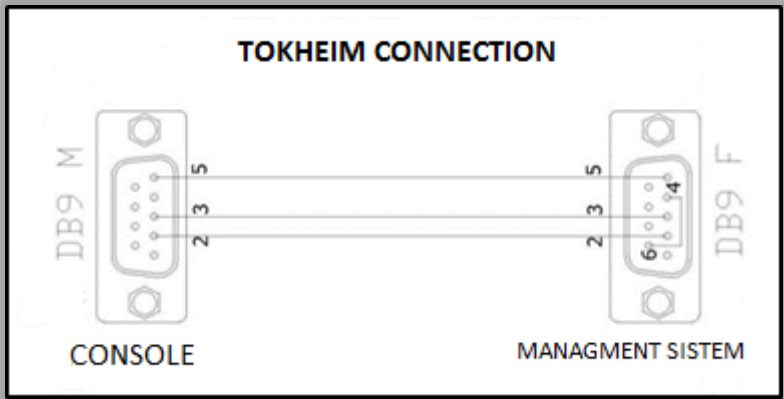 TOKHEIM CONNECTION
DB9 M
5
3
2
5
3
2
4
6
DB9 F
CONSOLE
MANAGMENT SISTEM